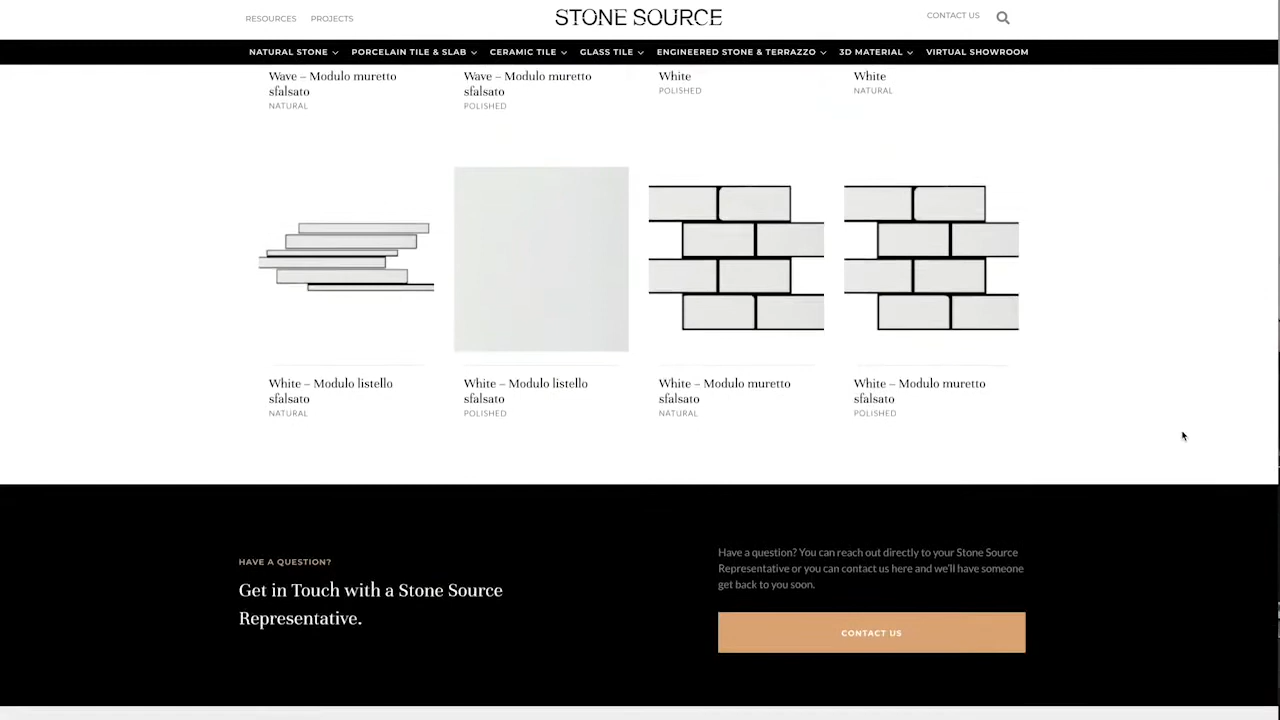 RESOURCES PROJECTS
STONE SOURCE
CONTACT US
NATURAL STONE PORCELAIN TILE & SLAB CERAMIC TILE GLASS TILE ENGINEERED STONE & TERRAZZO 3D MATERIAL VIRTUAL SHOWROOM
Wave – Modulo muretto
sfalsato
NATURAL
Wave – Modulo muretto
sfalsato
POLISHED
White
POLISHED
White
NATURAL
White – Modulo listello
sfalsato
NATURAL
White – Modulo listello
sfalsato
POLISHED
White – Modulo muretto
sfalsato
NATURAL
White – Modulo muretto
sfalsato
POLISHED
HAVE A QUESTION?
Get in Touch with a Stone Source
Representative.
Have a question? You can reach out directly to your Stone Source
Representative or you can contact us here and we'll have someone
get back to you soon.
CONTACT US